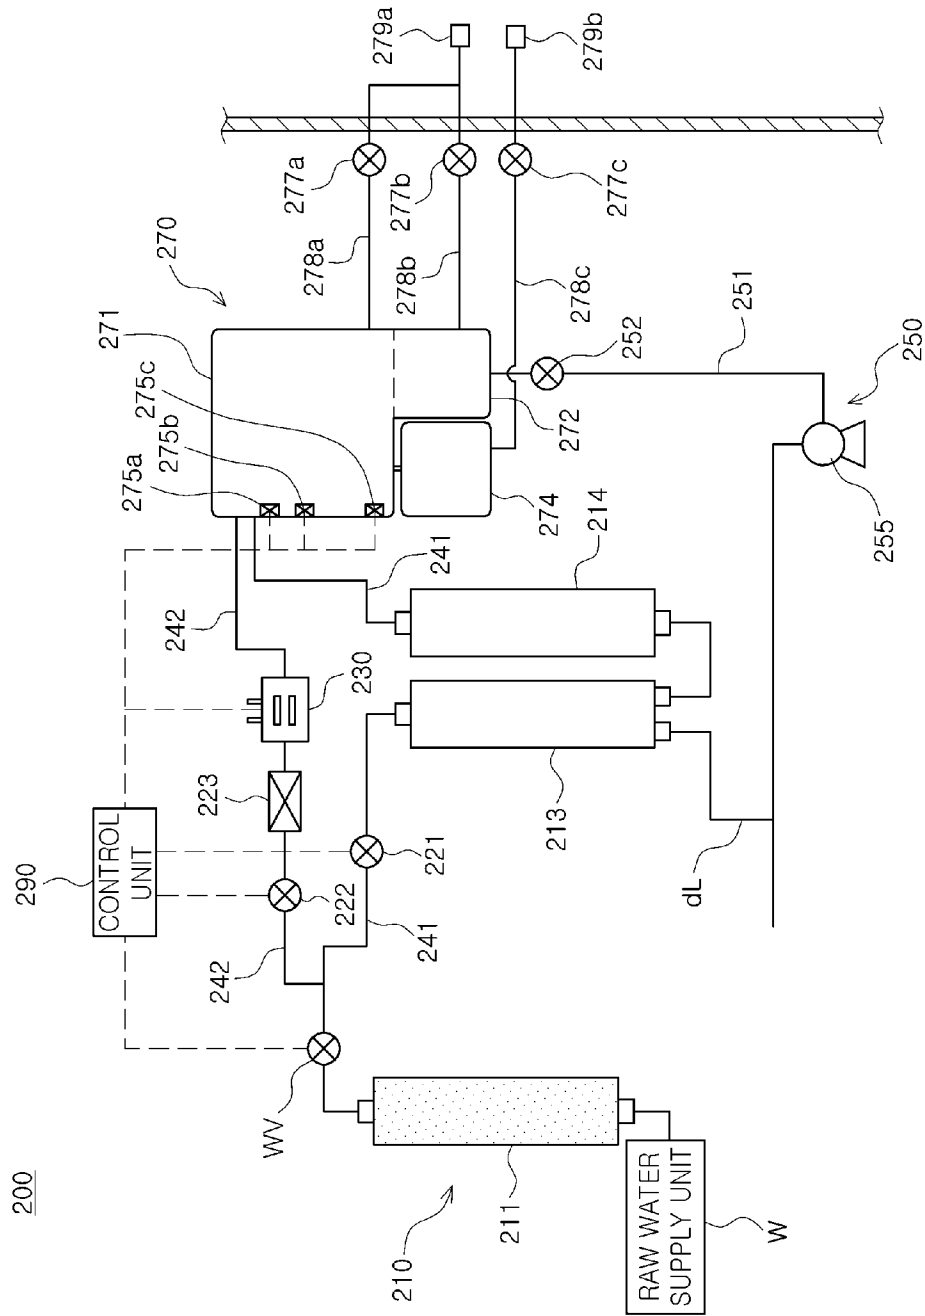 200
290
CONTROL
UNIT
242
223
230
242
222
221
241
241
WV
210
211
RAW WATER
SUPPLY UNIT
W
213
214
dL
270
271
275a
275b
275c
272
274
278a
278b
278c
277a
277b
277c
279a
279b
252
251
250
255